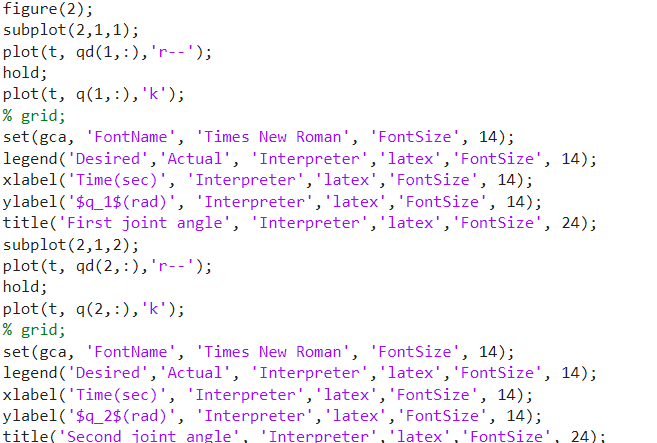 figure(2);
subplot(2,1,1);
plot(t, qd(1,:),'r--');
hold;
plot(t, q(1,:),'k');
% grid;
set(gca, 'FontName', 'Times New Roman', 'FontSize', 14);
legend('Desired','Actual', 'Interpreter','latex','FontSize', 14);
xlabel('Time(sec)', 'Interpreter','latex','FontSize', 14);
ylabel('$q_1$(rad)', 'Interpreter','latex','FontSize', 14);
title('First joint angle', 'Interpreter','latex','FontSize', 24);
subplot(2,1,2);
plot(t, qd(2,:),'r--');
hold;
plot(t, q(2,:),'k');
% grid;
set(gca, 'FontName', 'Times New Roman', 'FontSize', 14);
legend('Desired','Actual', 'Interpreter','latex','FontSize', 14);
xlabel('Time(sec)', 'Interpreter','latex','FontSize', 14);
ylabel('$q_2$(rad)', 'Interpreter','latex','FontSize', 14);
title('Second joint angle', 'Interpreter','latex','FontSize', 24);